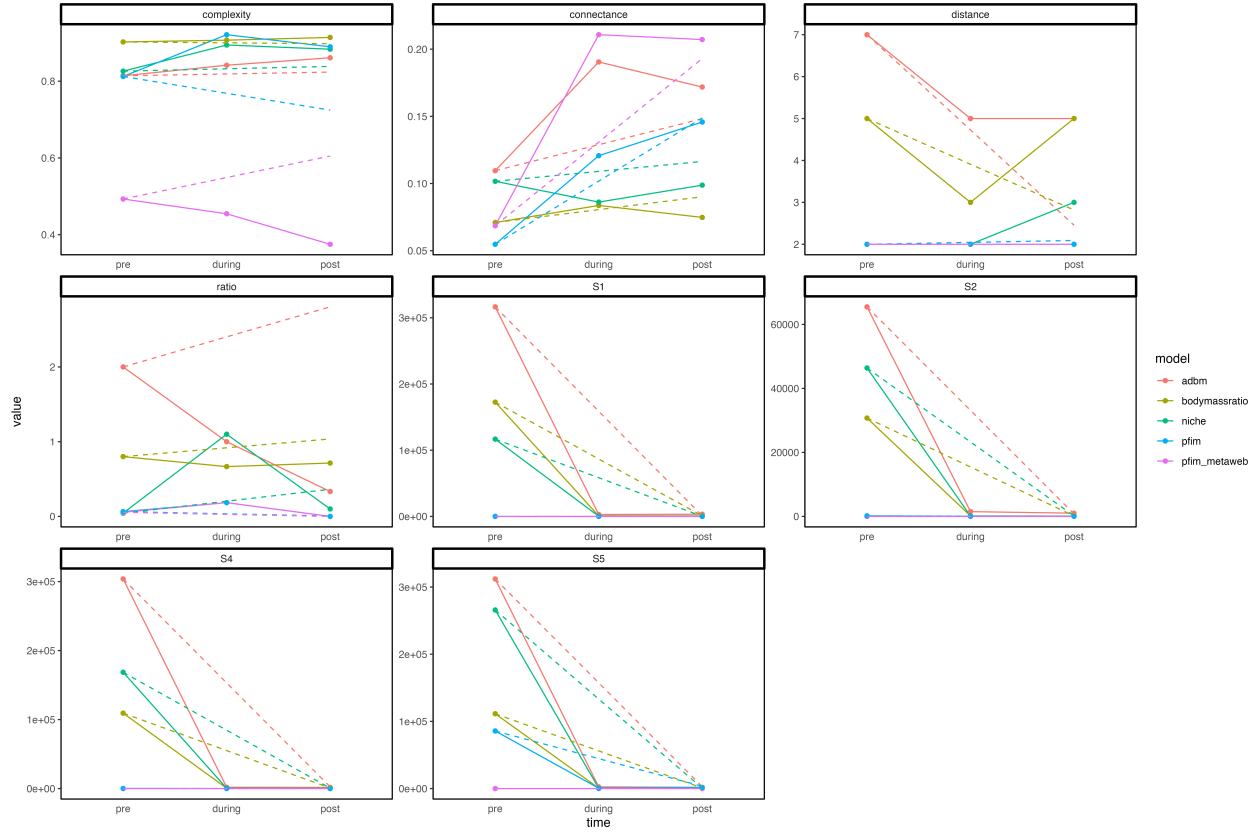 complexity
connectance
distance
0.4
0.6
0.8
0.05
0.10
0.15
0.20
2
3
4
5
6
7
pre during post
pre during post
pre during post
ratio
S1
S2
0
1
2
0e+00
1e+05
2e+05
3e+05
0
20000
40000
60000
pre during post
pre during post
pre during post
S4
S5
0e+00
1e+05
2e+05
3e+05
0e+00
1e+05
2e+05
3e+05
pre during post
pre during post
time
value
model
adbm
bodymassratio
niche
pfim
pfim_metaweb